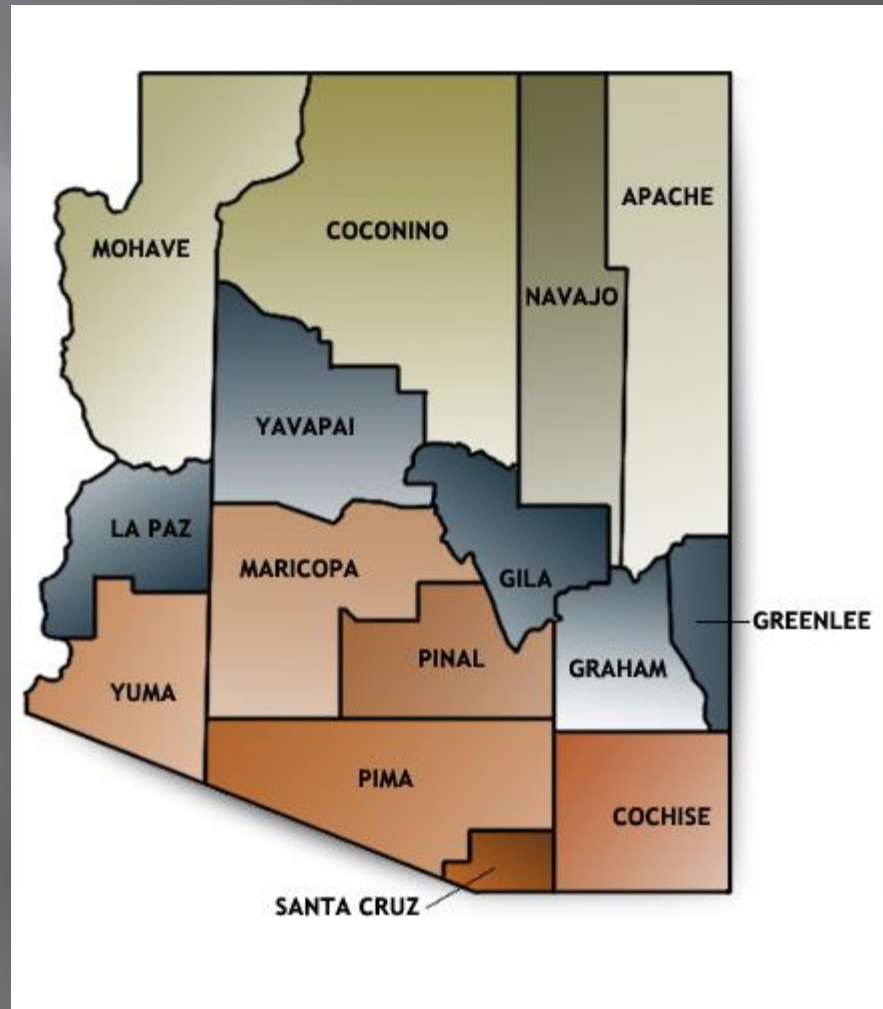 APACHE
COCONINO
MOHAVE
NAVAJO
YAVAPAI
LA PAZ
MARICOPA
GILA
GREENLEE
PINAL
GRAHAM
YUMA
PIMA
COCHISE
SANTA CRUZ